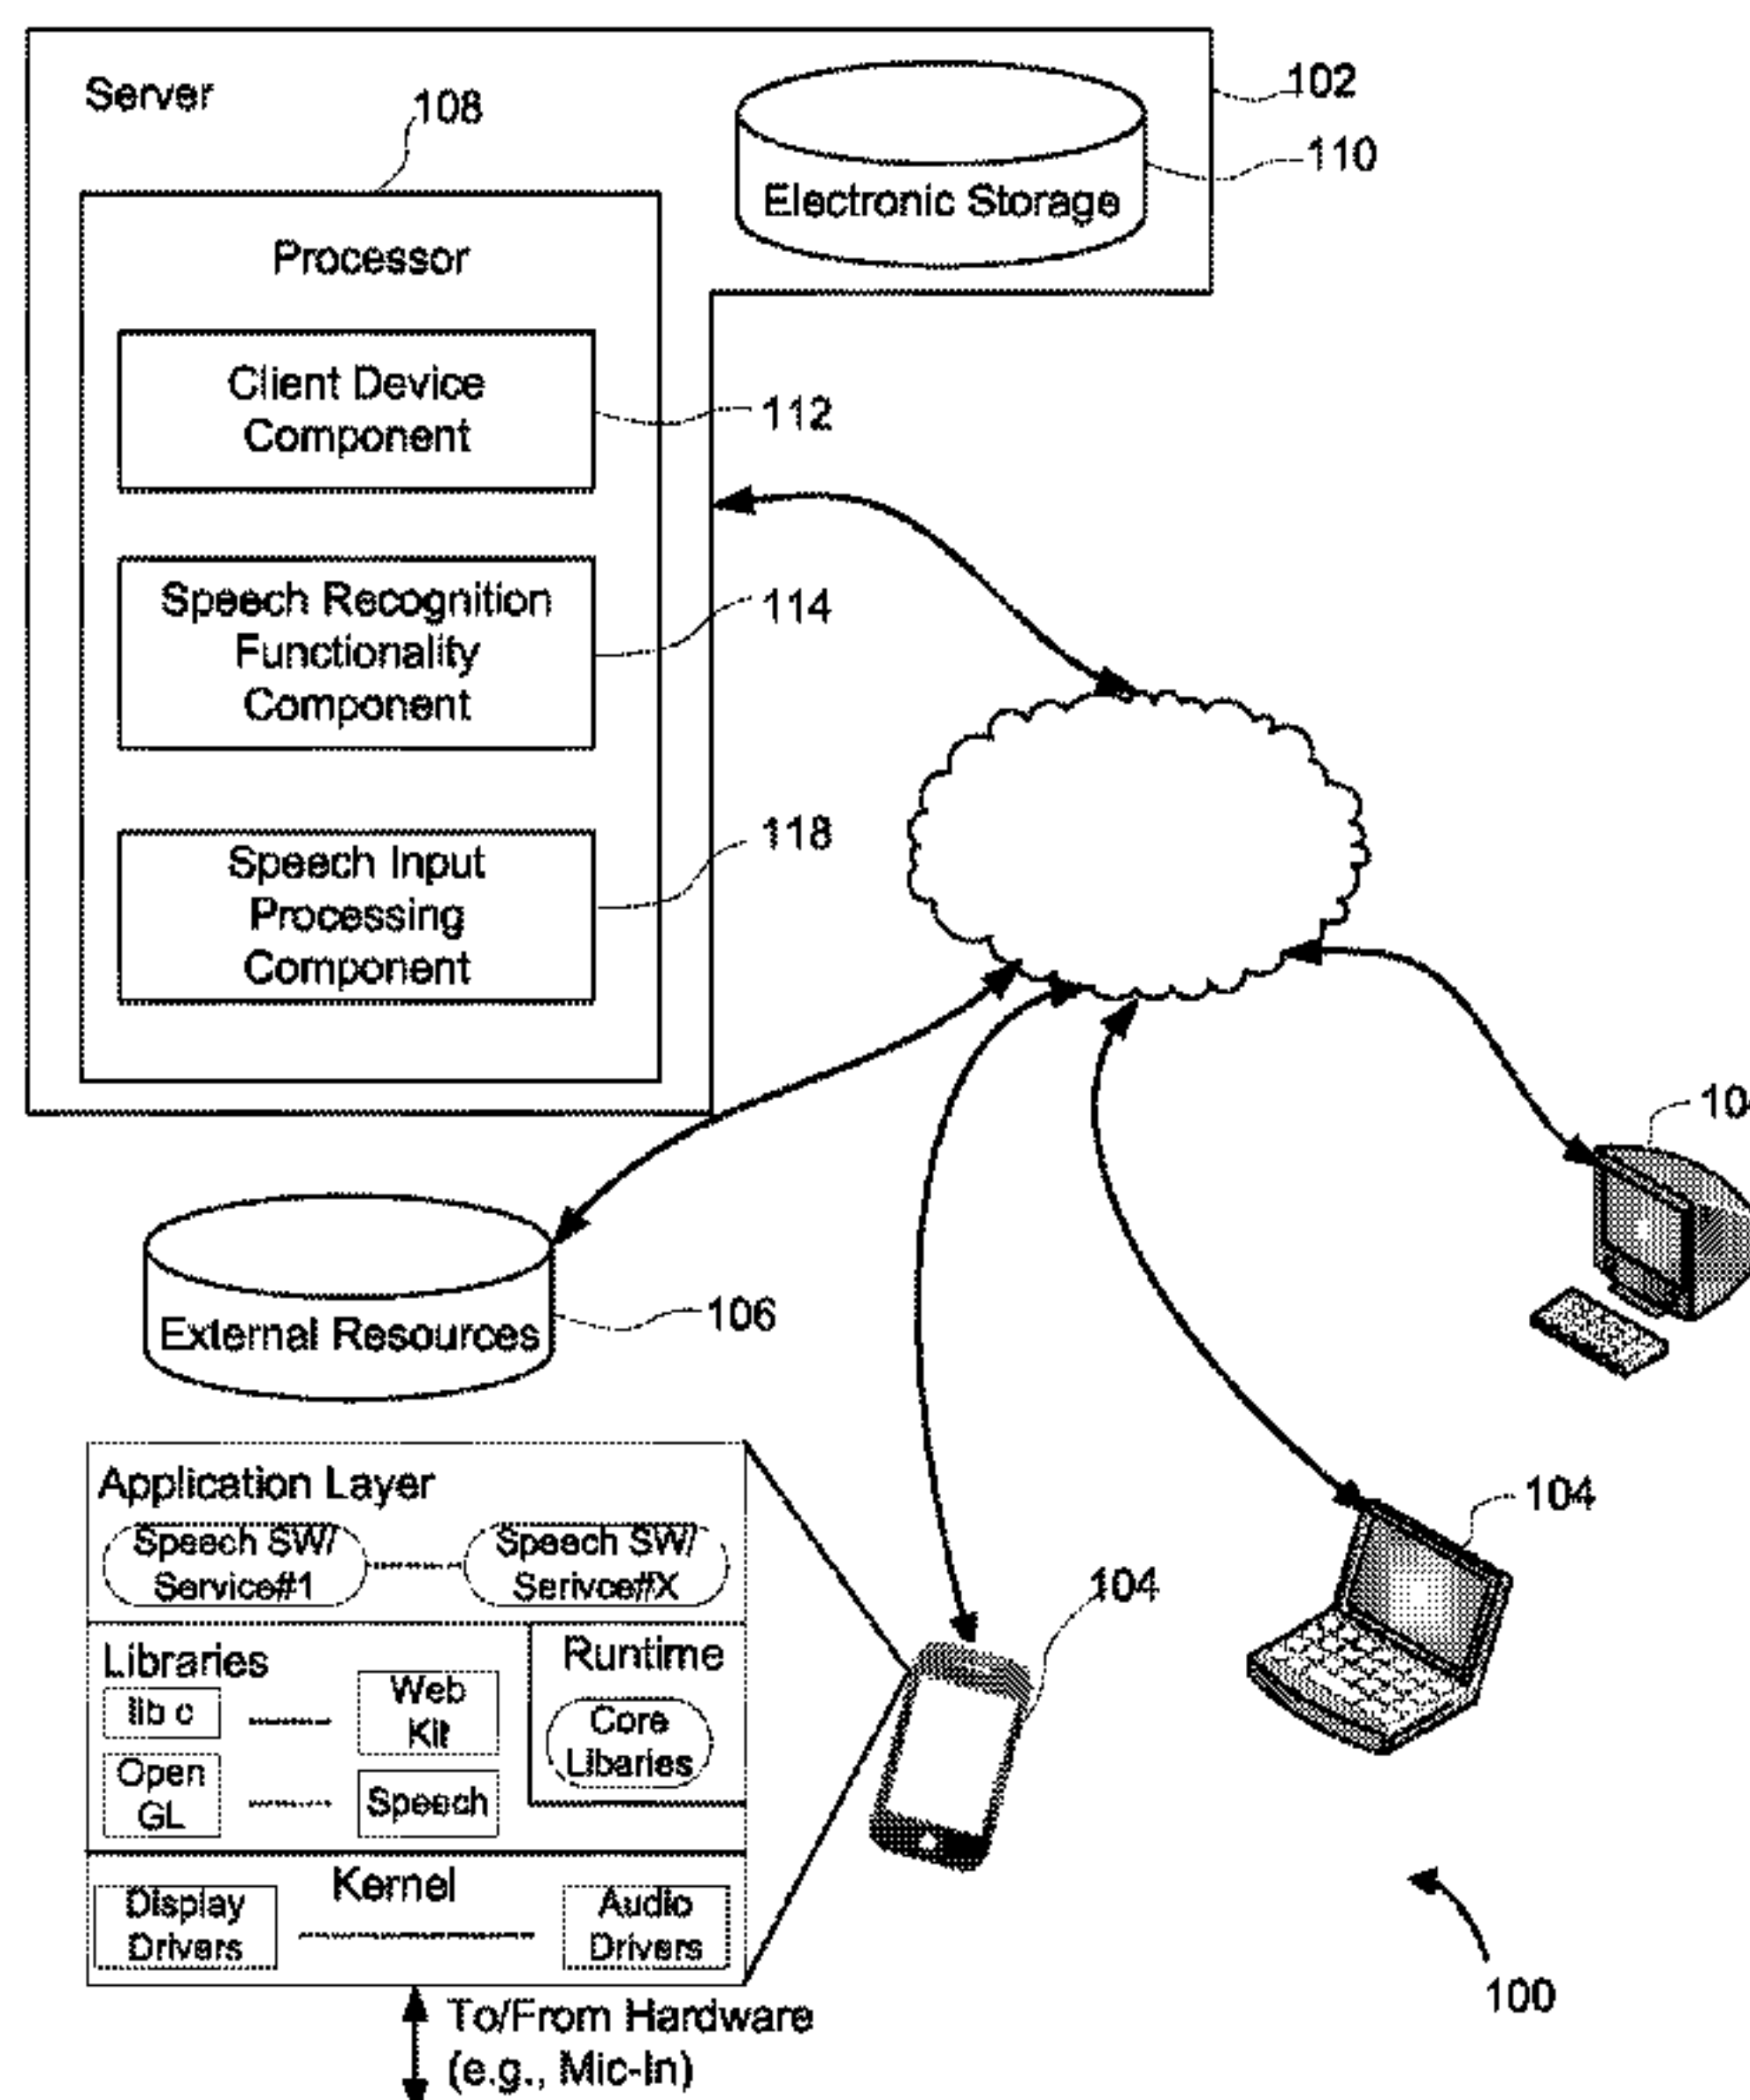 Server
108
102
110
Electronic Storage
Processor
Client Device
Component
112
Speech Recognition
Functionality
Component
114
Speech Input
Processing
Component
118
External Resources
106
104
104
Application Layer
Speech SW/
Service#1
Speech SW/
Serivce#X
Libraries
lib c
Web
Kit
Open
GL
Speech
Runtime
Core
Libaries
Kernel
Display
Drivers
Audio
Drivers
To/From Hardware
(e.g., Mic-In)
100